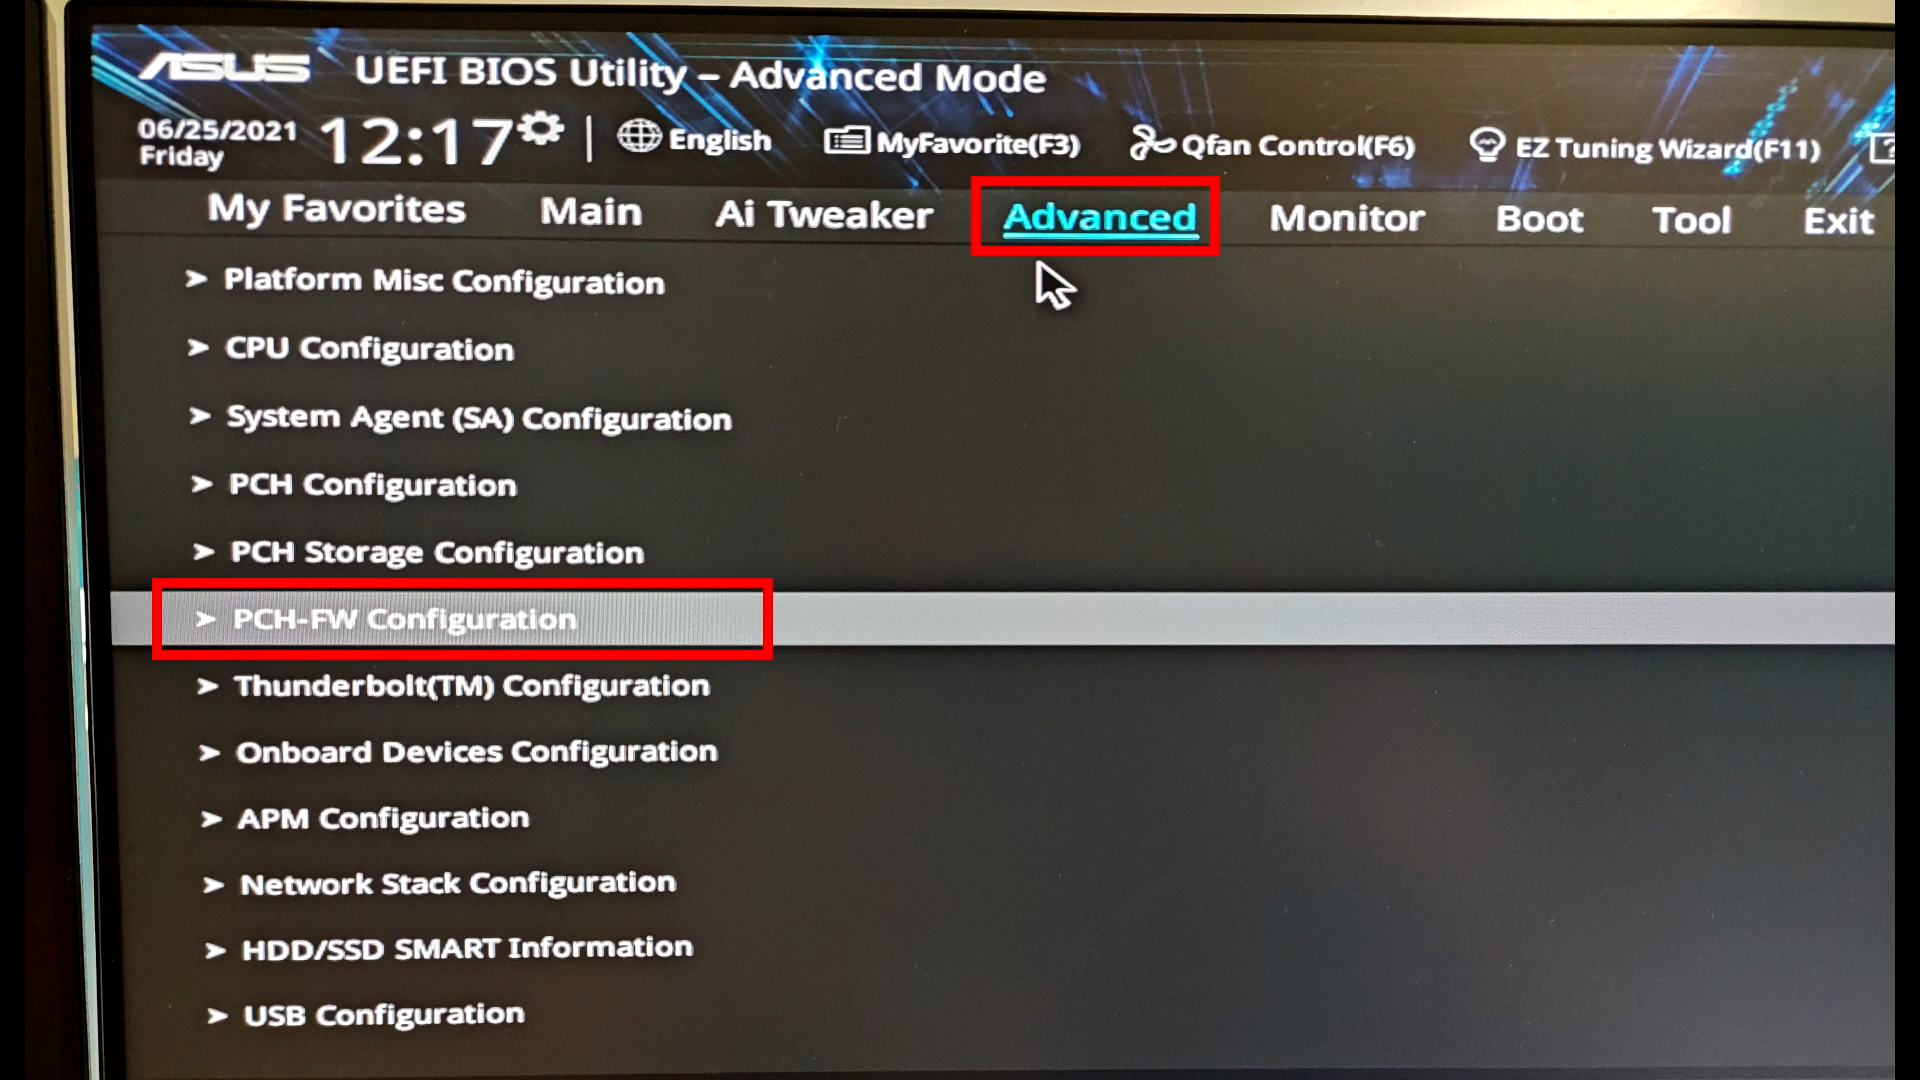 ASUS UEFI BIOS Utility – Advanced Mode
06/25/2021 12:17 English MyFavorite(F3) Qfan Control(F6) EZ Tuning Wizard(F11) ?
Friday
My Favorites Main Ai Tweaker Advanced Monitor Boot Tool Exit
> Platform Misc Configuration
> CPU Configuration
> System Agent (SA) Configuration
> PCH Configuration
> PCH Storage Configuration
> PCH-FW Configuration
> Thunderbolt(TM) Configuration
> Onboard Devices Configuration
> APM Configuration
> Network Stack Configuration
> HDD/SSD SMART Information
> USB Configuration